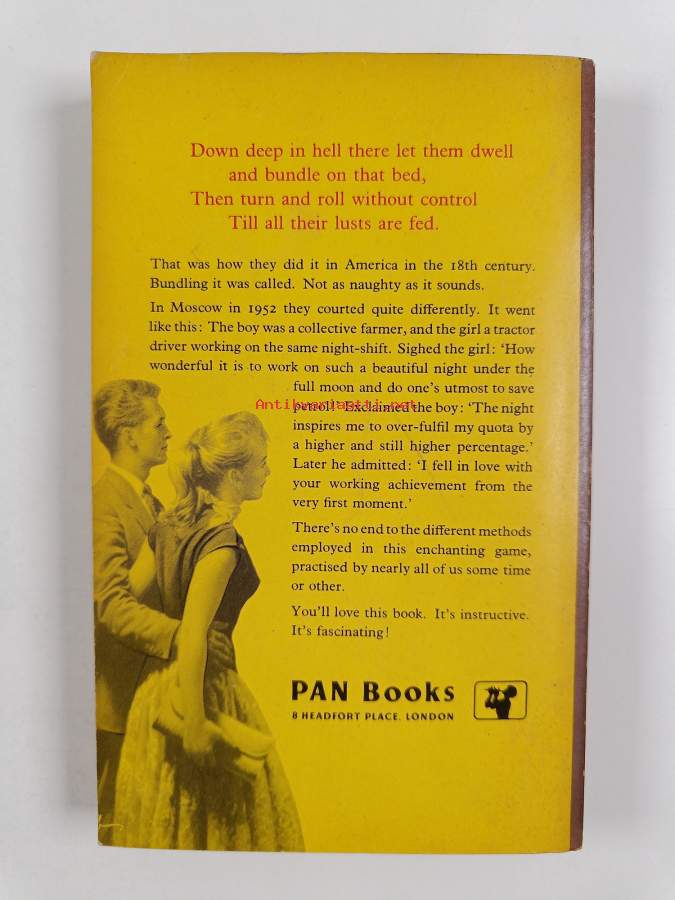 Down deep in hell there let them dwell
and bundle on that bed,
Then turn and roll without control
Till all their lusts are fed.
That was how they did it in America in the 18th century.
Bundling it was called. Not as naughty as it sounds.
In Moscow in 1952 they courted quite differently. It went
like this: The boy was a collective farmer, and the girl a tractor
driver working on the same night-shift. Sighed the girl: ‘How
wonderful it is to work on such a beautiful night under the
full moon and do one's utmost to save
Antikvariaatti.net
petrol.’ Exclaimed the boy: ‘The night
inspires me to over-fulfil my quota by
a higher and still higher percentage.’
Later he admitted: ‘I fell in love with
your working achievement from the
very first moment.’
There's no end to the different methods
employed in this enchanting game,
practised by nearly all of us some time
or other.
You'll love this book. It's instructive.
It's fascinating!
PAN Books
8 HEADFORT PLACE. LONDON